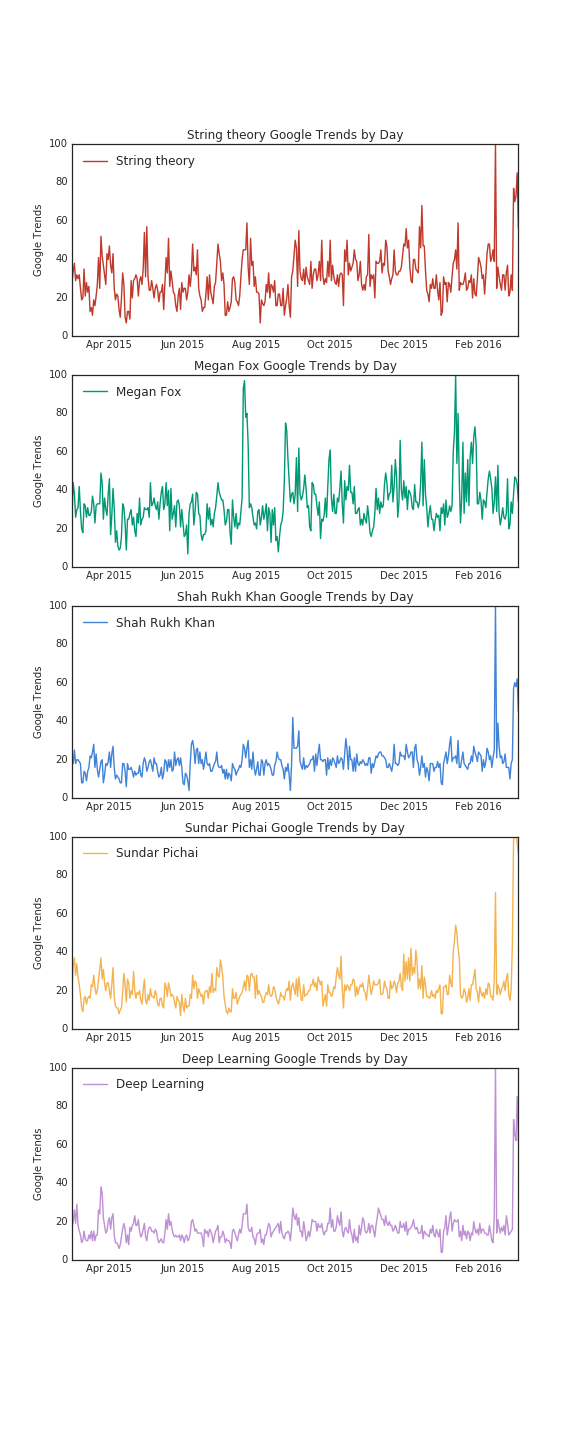 String theory Google Trends by Day
100
80
60
40
20
0
Google Trends
String theory
Apr 2015 Jun 2015 Aug 2015 Oct 2015 Dec 2015 Feb 2016
Megan Fox Google Trends by Day
100
80
60
40
20
0
Google Trends
Megan Fox
Apr 2015 Jun 2015 Aug 2015 Oct 2015 Dec 2015 Feb 2016
Shah Rukh Khan Google Trends by Day
100
80
60
40
20
0
Google Trends
Shah Rukh Khan
Apr 2015 Jun 2015 Aug 2015 Oct 2015 Dec 2015 Feb 2016
Sundar Pichai Google Trends by Day
100
80
60
40
20
0
Google Trends
Sundar Pichai
Apr 2015 Jun 2015 Aug 2015 Oct 2015 Dec 2015 Feb 2016
Deep Learning Google Trends by Day
100
80
60
40
20
0
Google Trends
Deep Learning
Apr 2015 Jun 2015 Aug 2015 Oct 2015 Dec 2015 Feb 2016